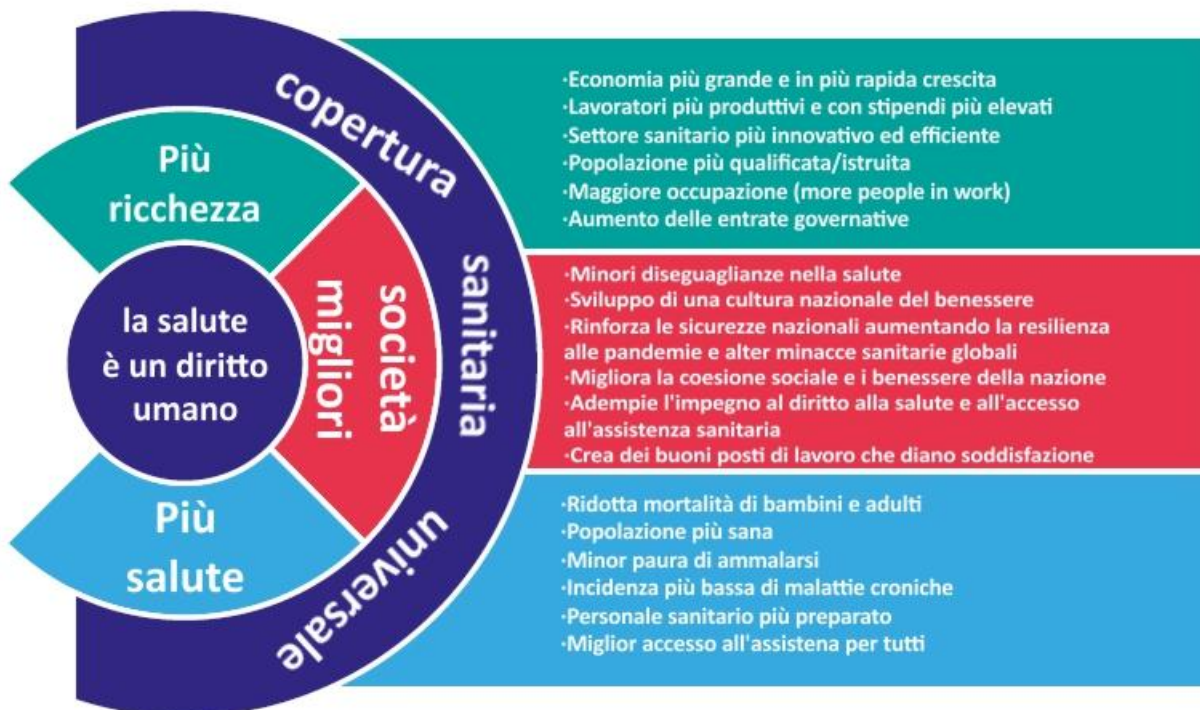 copertura
sanitaria
universale
Più
ricchezza
società
migliori
la salute
è un diritto
umano
Più
salute
·Economia più grande e in più rapida crescita
·Lavoratori più produttivi e con stipendi più elevati
·Settore sanitario più innovativo ed efficiente
·Popolazione più qualificata/istruita
·Maggiore occupazione (more people in work)
·Aumento delle entrate governative
·Minori diseguaglianze nella salute
·Sviluppo di una cultura nazionale del benessere
·Rinforza le sicurezze nazionali aumentando la resilienza
alle pandemie e alter minacce sanitarie globali
·Migliora la coesione sociale e i benessere della nazione
·Adempie l'impegno al diritto alla salute e all'accesso
all'assistenza sanitaria
·Crea dei buoni posti di lavoro che diano soddisfazione
·Ridotta mortalità di bambini e adulti
·Popolazione più sana
·Minor paura di ammalarsi
·Incidenza più bassa di malattie croniche
·Personale sanitario più preparato
·Miglior accesso all'assistena per tutti